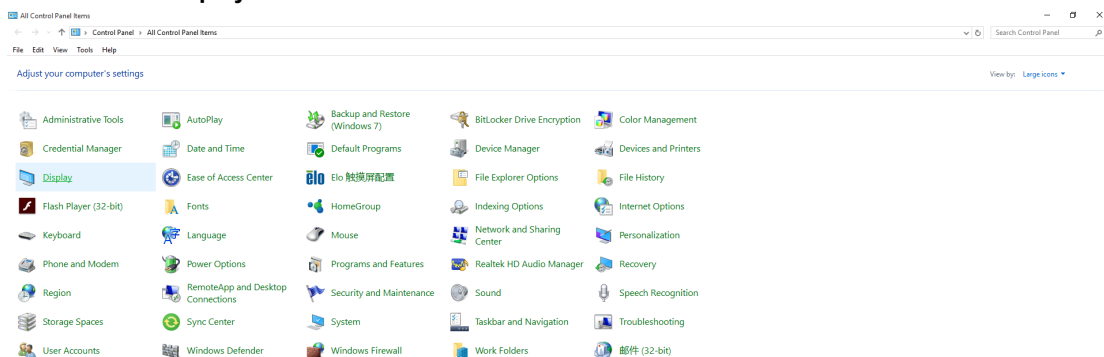 All Control Panel Items
Control Panel > All Control Panel Items
Search Control Panel
File Edit View Tools Help
Adjust your computer's settings
View by: Large icons
Administrative Tools
AutoPlay
Backup and Restore
(Windows 7)
BitLocker Drive Encryption
Color Management
Credential Manager
Date and Time
Default Programs
Device Manager
Devices and Printers
Display
Ease of Access Center
elo Elo 触摸屏配置
File Explorer Options
File History
Flash Player (32-bit)
Fonts
HomeGroup
Indexing Options
Internet Options
Keyboard
Language
Mouse
Network and Sharing
Center
Personalization
Phone and Modem
Power Options
Programs and Features
Realtek HD Audio Manager
Recovery
Region
RemoteApp and Desktop
Connections
Security and Maintenance
Sound
Speech Recognition
Storage Spaces
Sync Center
System
Taskbar and Navigation
Troubleshooting
User Accounts
Windows Defender
Windows Firewall
Work Folders
邮件 (32-bit)